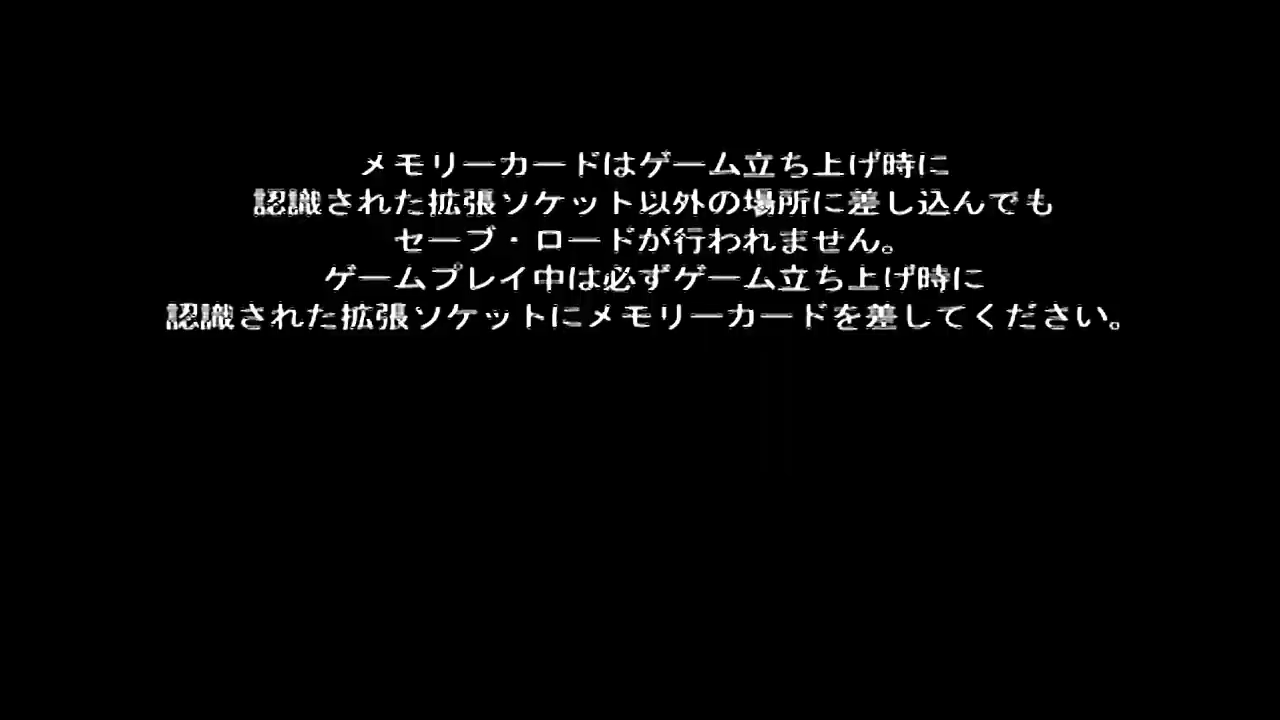 メモリーカードはゲーム立ち上げ時に
認識された拡張ソケット以外の場所に差し込んでも
セーブ・ロードが行われません。
ゲームプレイ中は必ずゲーム立ち上げ時に
認識された拡張ソケットにメモリーカードを差してください。